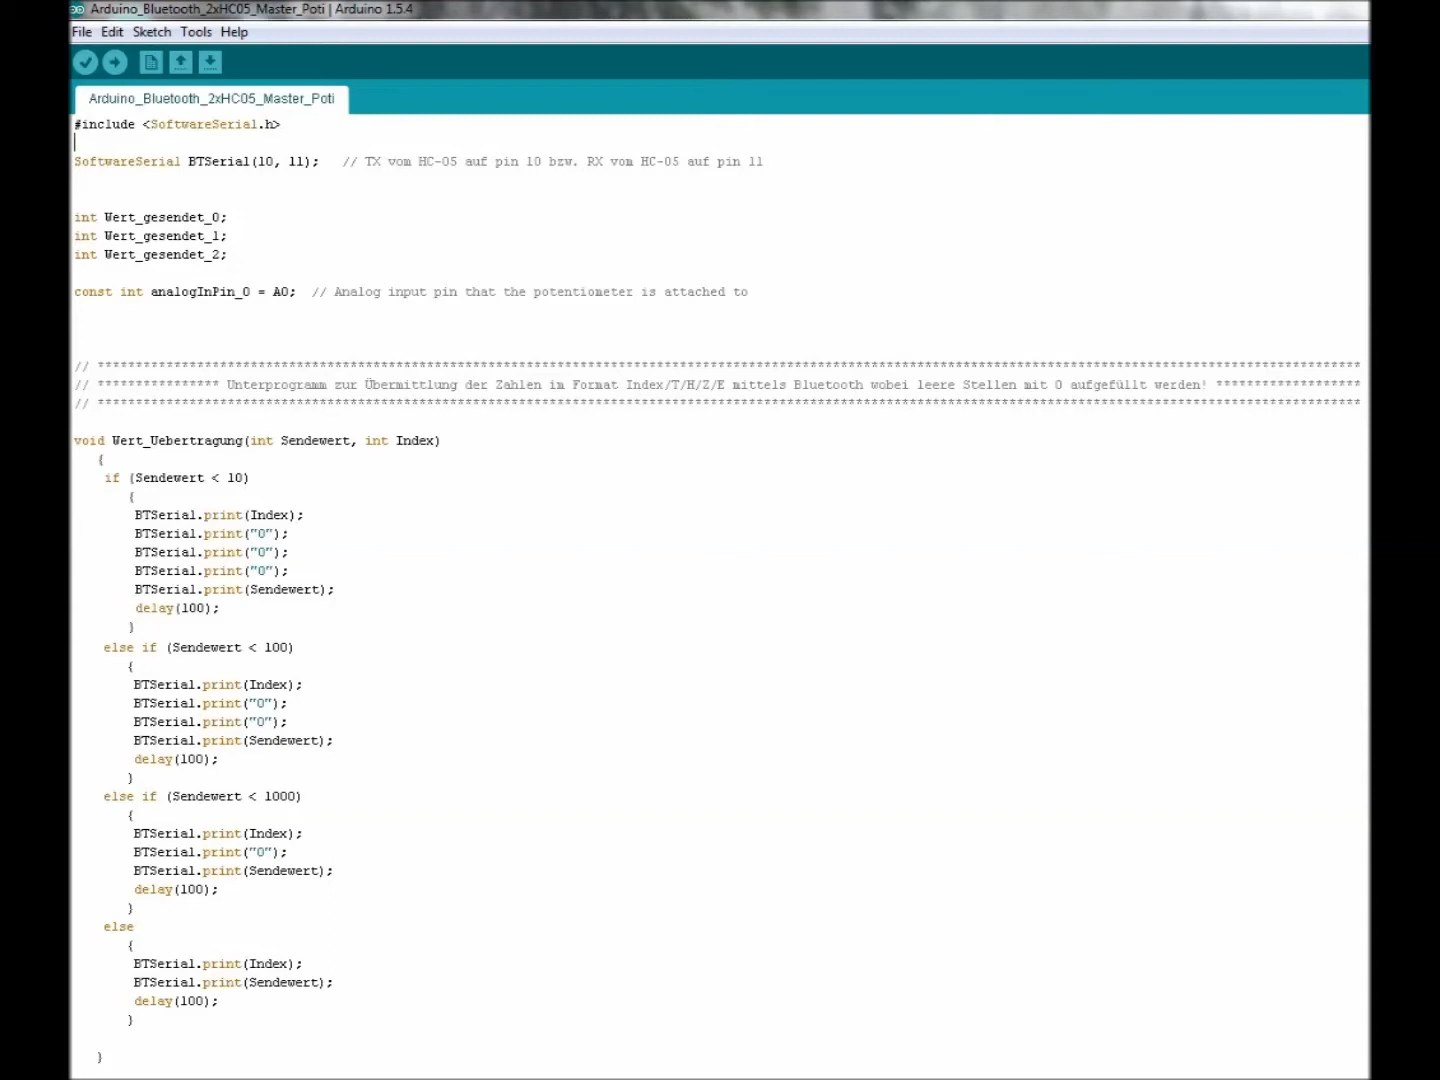 Arduino_Bluetooth_2xHC05_Master_Poti | Arduino 1.5.4
File Edit Sketch Tools Help
Arduino_Bluetooth_2xHC05_Master_Poti
#include <SoftwareSerial.h>
SoftwareSerial BTSerial(10, 11);   // TX vom HC-05 auf pin 10 bzw. RX vom HC-05 auf pin 11
int Wert_gesendet_0;
int Wert_gesendet_1;
int Wert_gesendet_2;
const int analogInPin_0 = A0;  // Analog input pin that the potentiometer is attached to
// *********************************************************************************************************************************************************************
// **************** Unterprogramm zur Übermittlung der Zahlen im Format Index/T/H/Z/E mittels Bluetooth wobei leere Stellen mit 0 aufgefüllt werden! *******************
// *********************************************************************************************************************************************************************
void Wert_Uebertragung(int Sendewert, int Index)
{
if (Sendewert < 10)
{
BTSerial.print(Index);
BTSerial.print("0");
BTSerial.print("0");
BTSerial.print("0");
BTSerial.print(Sendewert);
delay(100);
}
else if (Sendewert < 100)
{
BTSerial.print(Index);
BTSerial.print("0");
BTSerial.print("0");
BTSerial.print(Sendewert);
delay(100);
}
else if (Sendewert < 1000)
{
BTSerial.print(Index);
BTSerial.print("0");
BTSerial.print(Sendewert);
delay(100);
}
else
{
BTSerial.print(Index);
BTSerial.print(Sendewert);
delay(100);
}
}